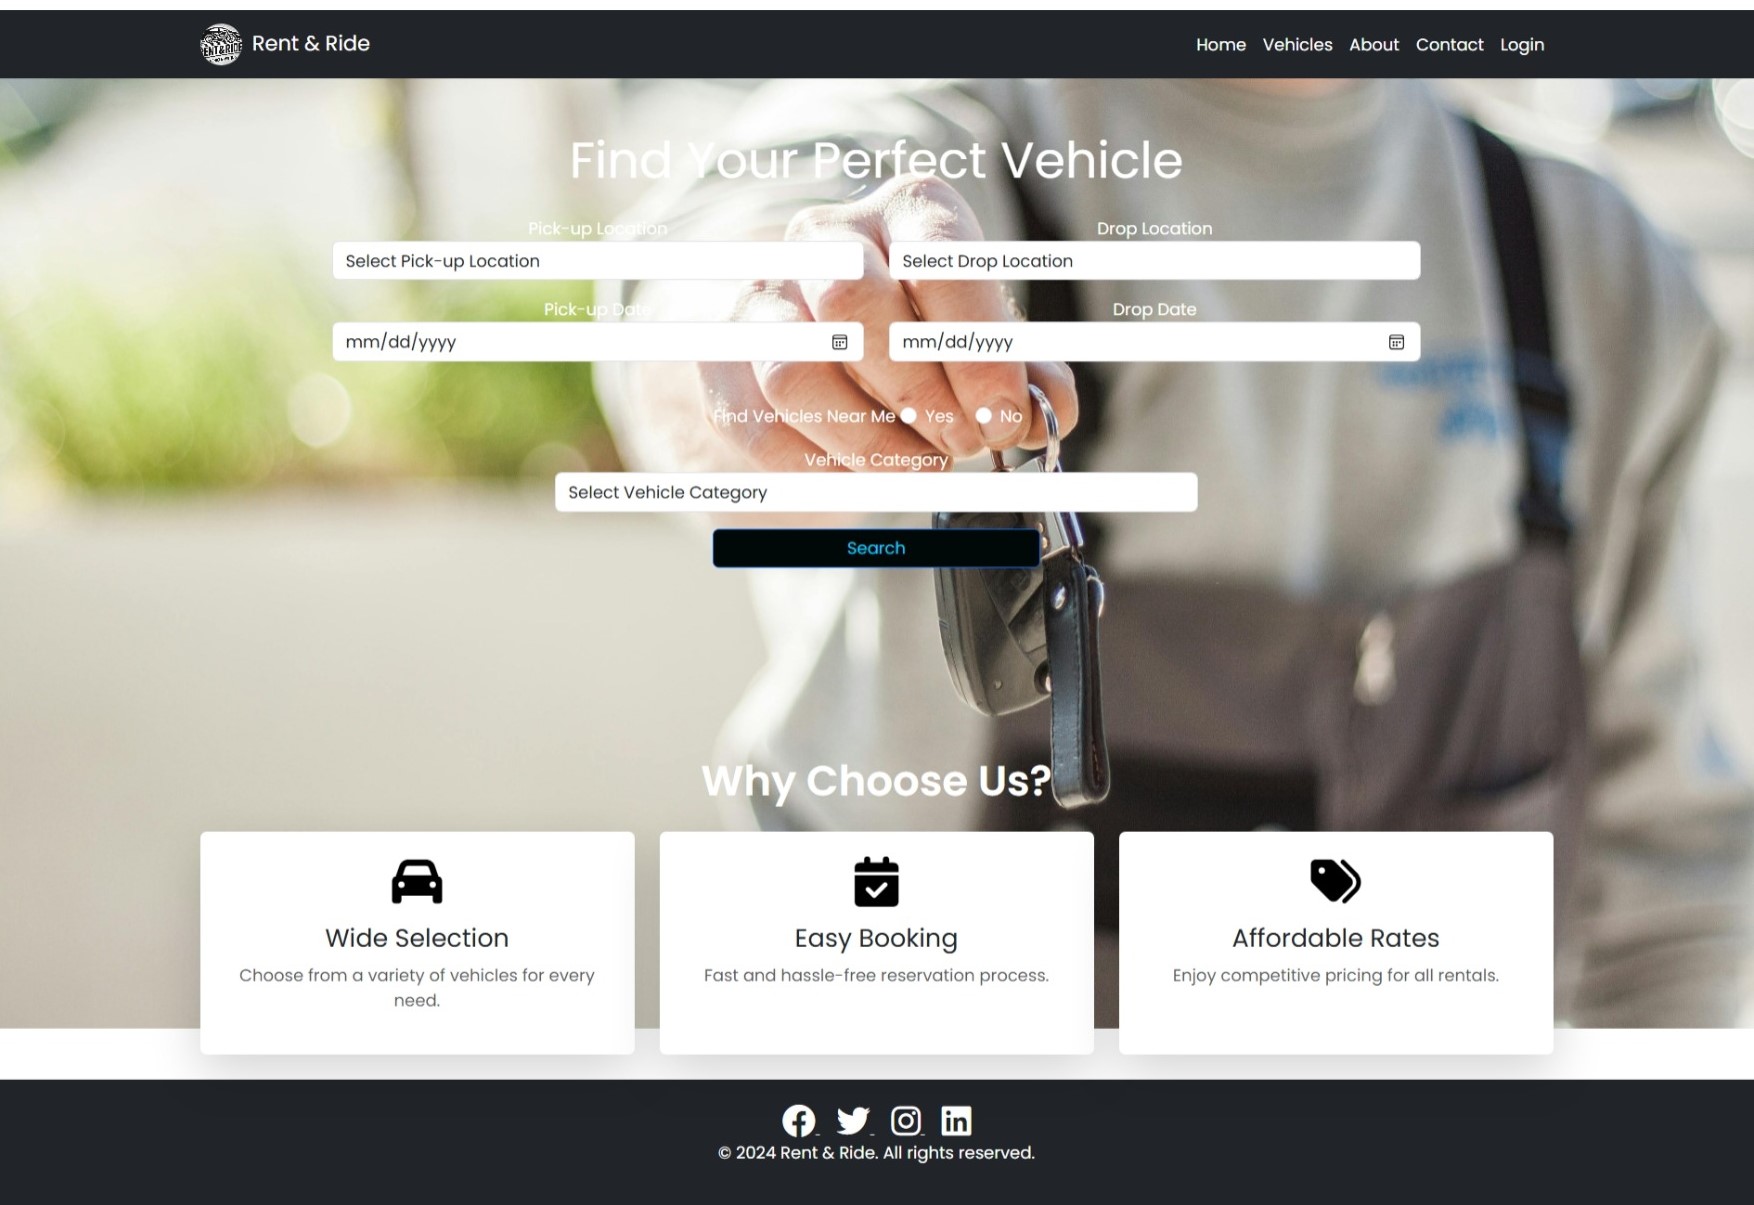 Rent & Ride
Home Vehicles About Contact Login
Find Your Perfect Vehicle
Pick-up Location
Drop Location
Select Pick-up Location
Select Drop Location
Pick-up Date
Drop Date
mm/dd/yyyy
mm/dd/yyyy
Find Vehicles Near Me Yes No
Vehicle Category
Select Vehicle Category
Search
Why Choose Us?
Wide Selection
Choose from a variety of vehicles for every
need.
Easy Booking
Fast and hassle-free reservation process.
Affordable Rates
Enjoy competitive pricing for all rentals.
© 2024 Rent & Ride. All rights reserved.